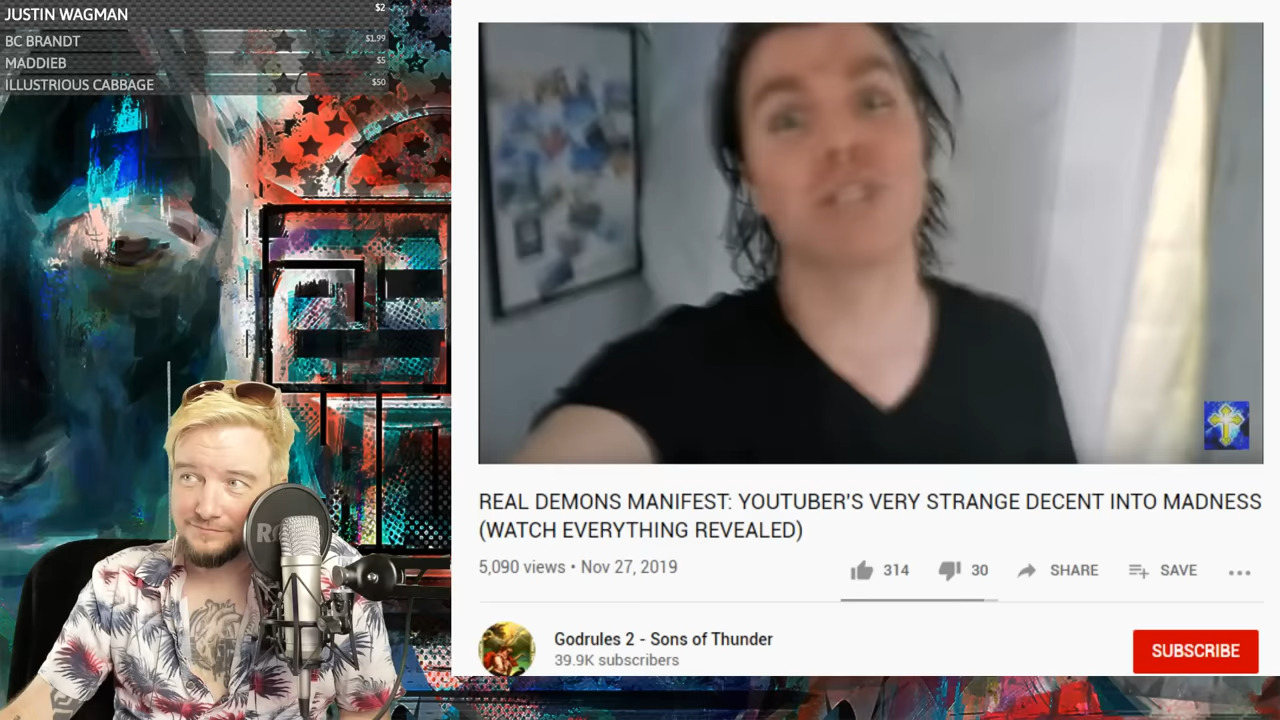 JUSTIN WAGMAN $2
BC BRANDT $1.99
MADDIEB $5
ILLUSTRIOUS CABBAGE $50
REAL DEMONS MANIFEST: YOUTUBER'S VERY STRANGE DECENT INTO MADNESS
(WATCH EVERYTHING REVEALED)
5,090 views • Nov 27, 2019
314 30 SHARE SAVE
Godrules 2 - Sons of Thunder
39.9K subscribers
SUBSCRIBE